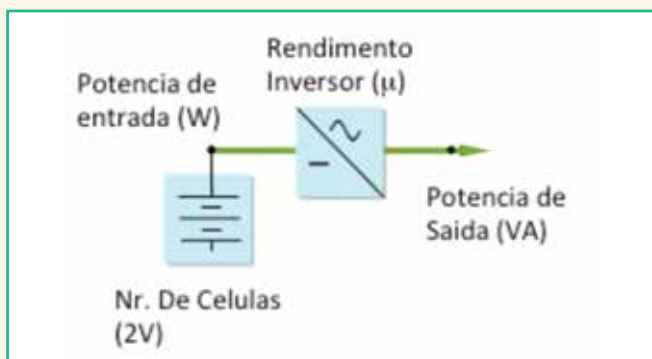 Rendimento
Inversor (µ)
Potencia de
entrada (W)
Potencia de
Saida (VA)
Nr. De Celulas
(2V)